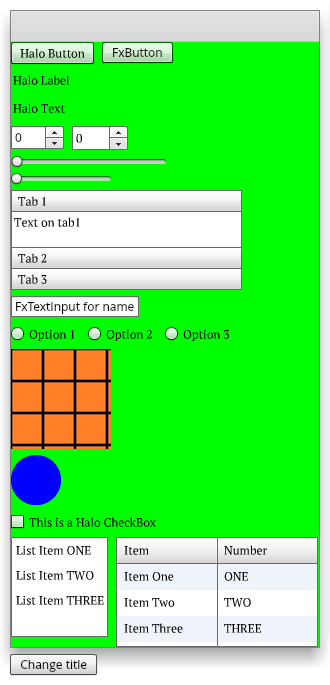 Halo Button FxButton
Halo Label
Halo Text
0 0
Tab 1
Text on tab1
Tab 2
Tab 3
FxTextInput for name
Option 1 Option 2 Option 3
This is a Halo CheckBox
List Item ONE
List Item TWO
List Item THREE
Item Number
Item One ONE
Item Two TWO
Item Three THREE
Change title